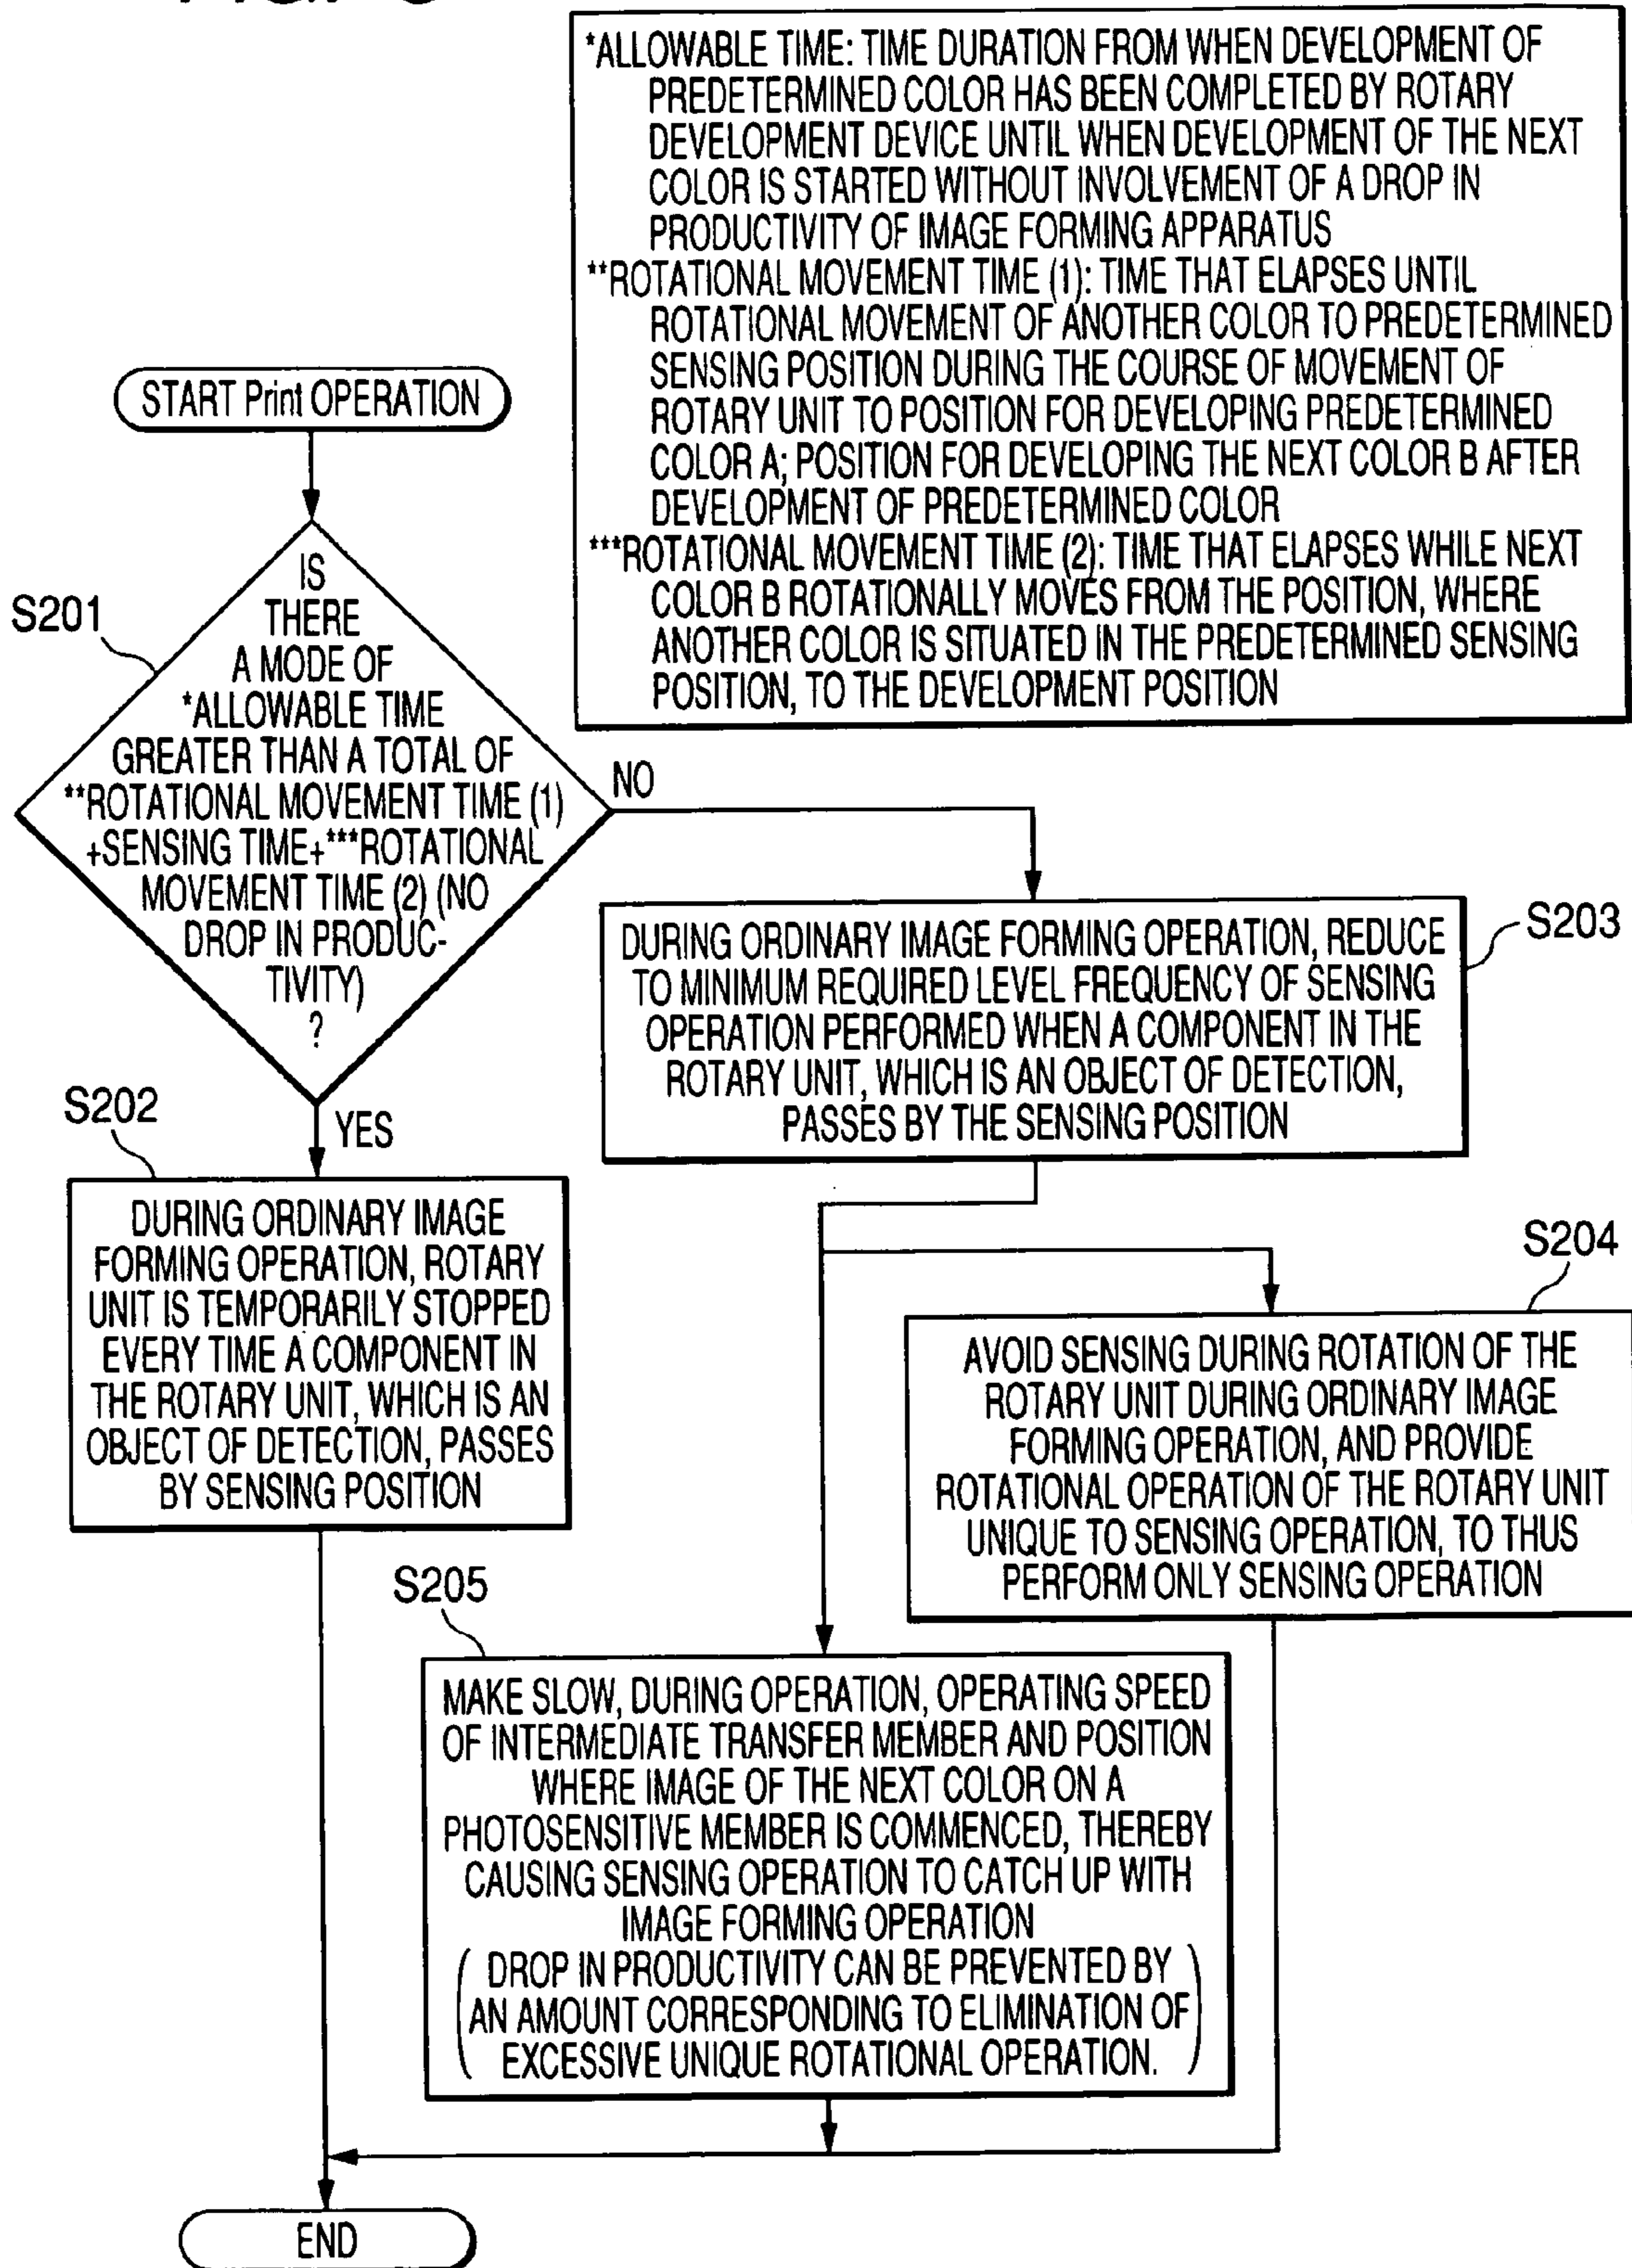 *ALLOWABLE TIME: TIME DURATION FROM WHEN DEVELOPMENT OF
PREDETERMINED COLOR HAS BEEN COMPLETED BY ROTARY
DEVELOPMENT DEVICE UNTIL WHEN DEVELOPMENT OF THE NEXT
COLOR IS STARTED WITHOUT INVOLVEMENT OF A DROP IN
PRODUCTIVITY OF IMAGE FORMING APPARATUS
**ROTATIONAL MOVEMENT TIME (1): TIME THAT ELAPSES UNTIL
ROTATIONAL MOVEMENT OF ANOTHER COLOR TO PREDETERMINED
SENSING POSITION DURING THE COURSE OF MOVEMENT OF
ROTARY UNIT TO POSITION FOR DEVELOPING PREDETERMINED
COLOR A; POSITION FOR DEVELOPING THE NEXT COLOR B AFTER
DEVELOPMENT OF PREDETERMINED COLOR
***ROTATIONAL MOVEMENT TIME (2): TIME THAT ELAPSES WHILE NEXT
COLOR B ROTATIONALLY MOVES FROM THE POSITION, WHERE
ANOTHER COLOR IS SITUATED IN THE PREDETERMINED SENSING
POSITION, TO THE DEVELOPMENT POSITION
START Print OPERATION
S201
IS
THERE
A MODE OF
*ALLOWABLE TIME
GREATER THAN A TOTAL OF
**ROTATIONAL MOVEMENT TIME (1)
+SENSING TIME+***ROTATIONAL
MOVEMENT TIME (2) (NO
DROP IN PRODUC-
TIVITY)
?
NO
YES
S202
DURING ORDINARY IMAGE
FORMING OPERATION, ROTARY
UNIT IS TEMPORARILY STOPPED
EVERY TIME A COMPONENT IN
THE ROTARY UNIT, WHICH IS AN
OBJECT OF DETECTION, PASSES
BY SENSING POSITION
S203
DURING ORDINARY IMAGE FORMING OPERATION, REDUCE
TO MINIMUM REQUIRED LEVEL FREQUENCY OF SENSING
OPERATION PERFORMED WHEN A COMPONENT IN THE
ROTARY UNIT, WHICH IS AN OBJECT OF DETECTION,
PASSES BY THE SENSING POSITION
S204
AVOID SENSING DURING ROTATION OF THE
ROTARY UNIT DURING ORDINARY IMAGE
FORMING OPERATION, AND PROVIDE
ROTATIONAL OPERATION OF THE ROTARY UNIT
UNIQUE TO SENSING OPERATION, TO THUS
PERFORM ONLY SENSING OPERATION
S205
MAKE SLOW, DURING OPERATION, OPERATING SPEED
OF INTERMEDIATE TRANSFER MEMBER AND POSITION
WHERE IMAGE OF THE NEXT COLOR ON A
PHOTOSENSITIVE MEMBER IS COMMENCED, THEREBY
CAUSING SENSING OPERATION TO CATCH UP WITH
IMAGE FORMING OPERATION
( DROP IN PRODUCTIVITY CAN BE PREVENTED BY
AN AMOUNT CORRESPONDING TO ELIMINATION OF
EXCESSIVE UNIQUE ROTATIONAL OPERATION. )
END